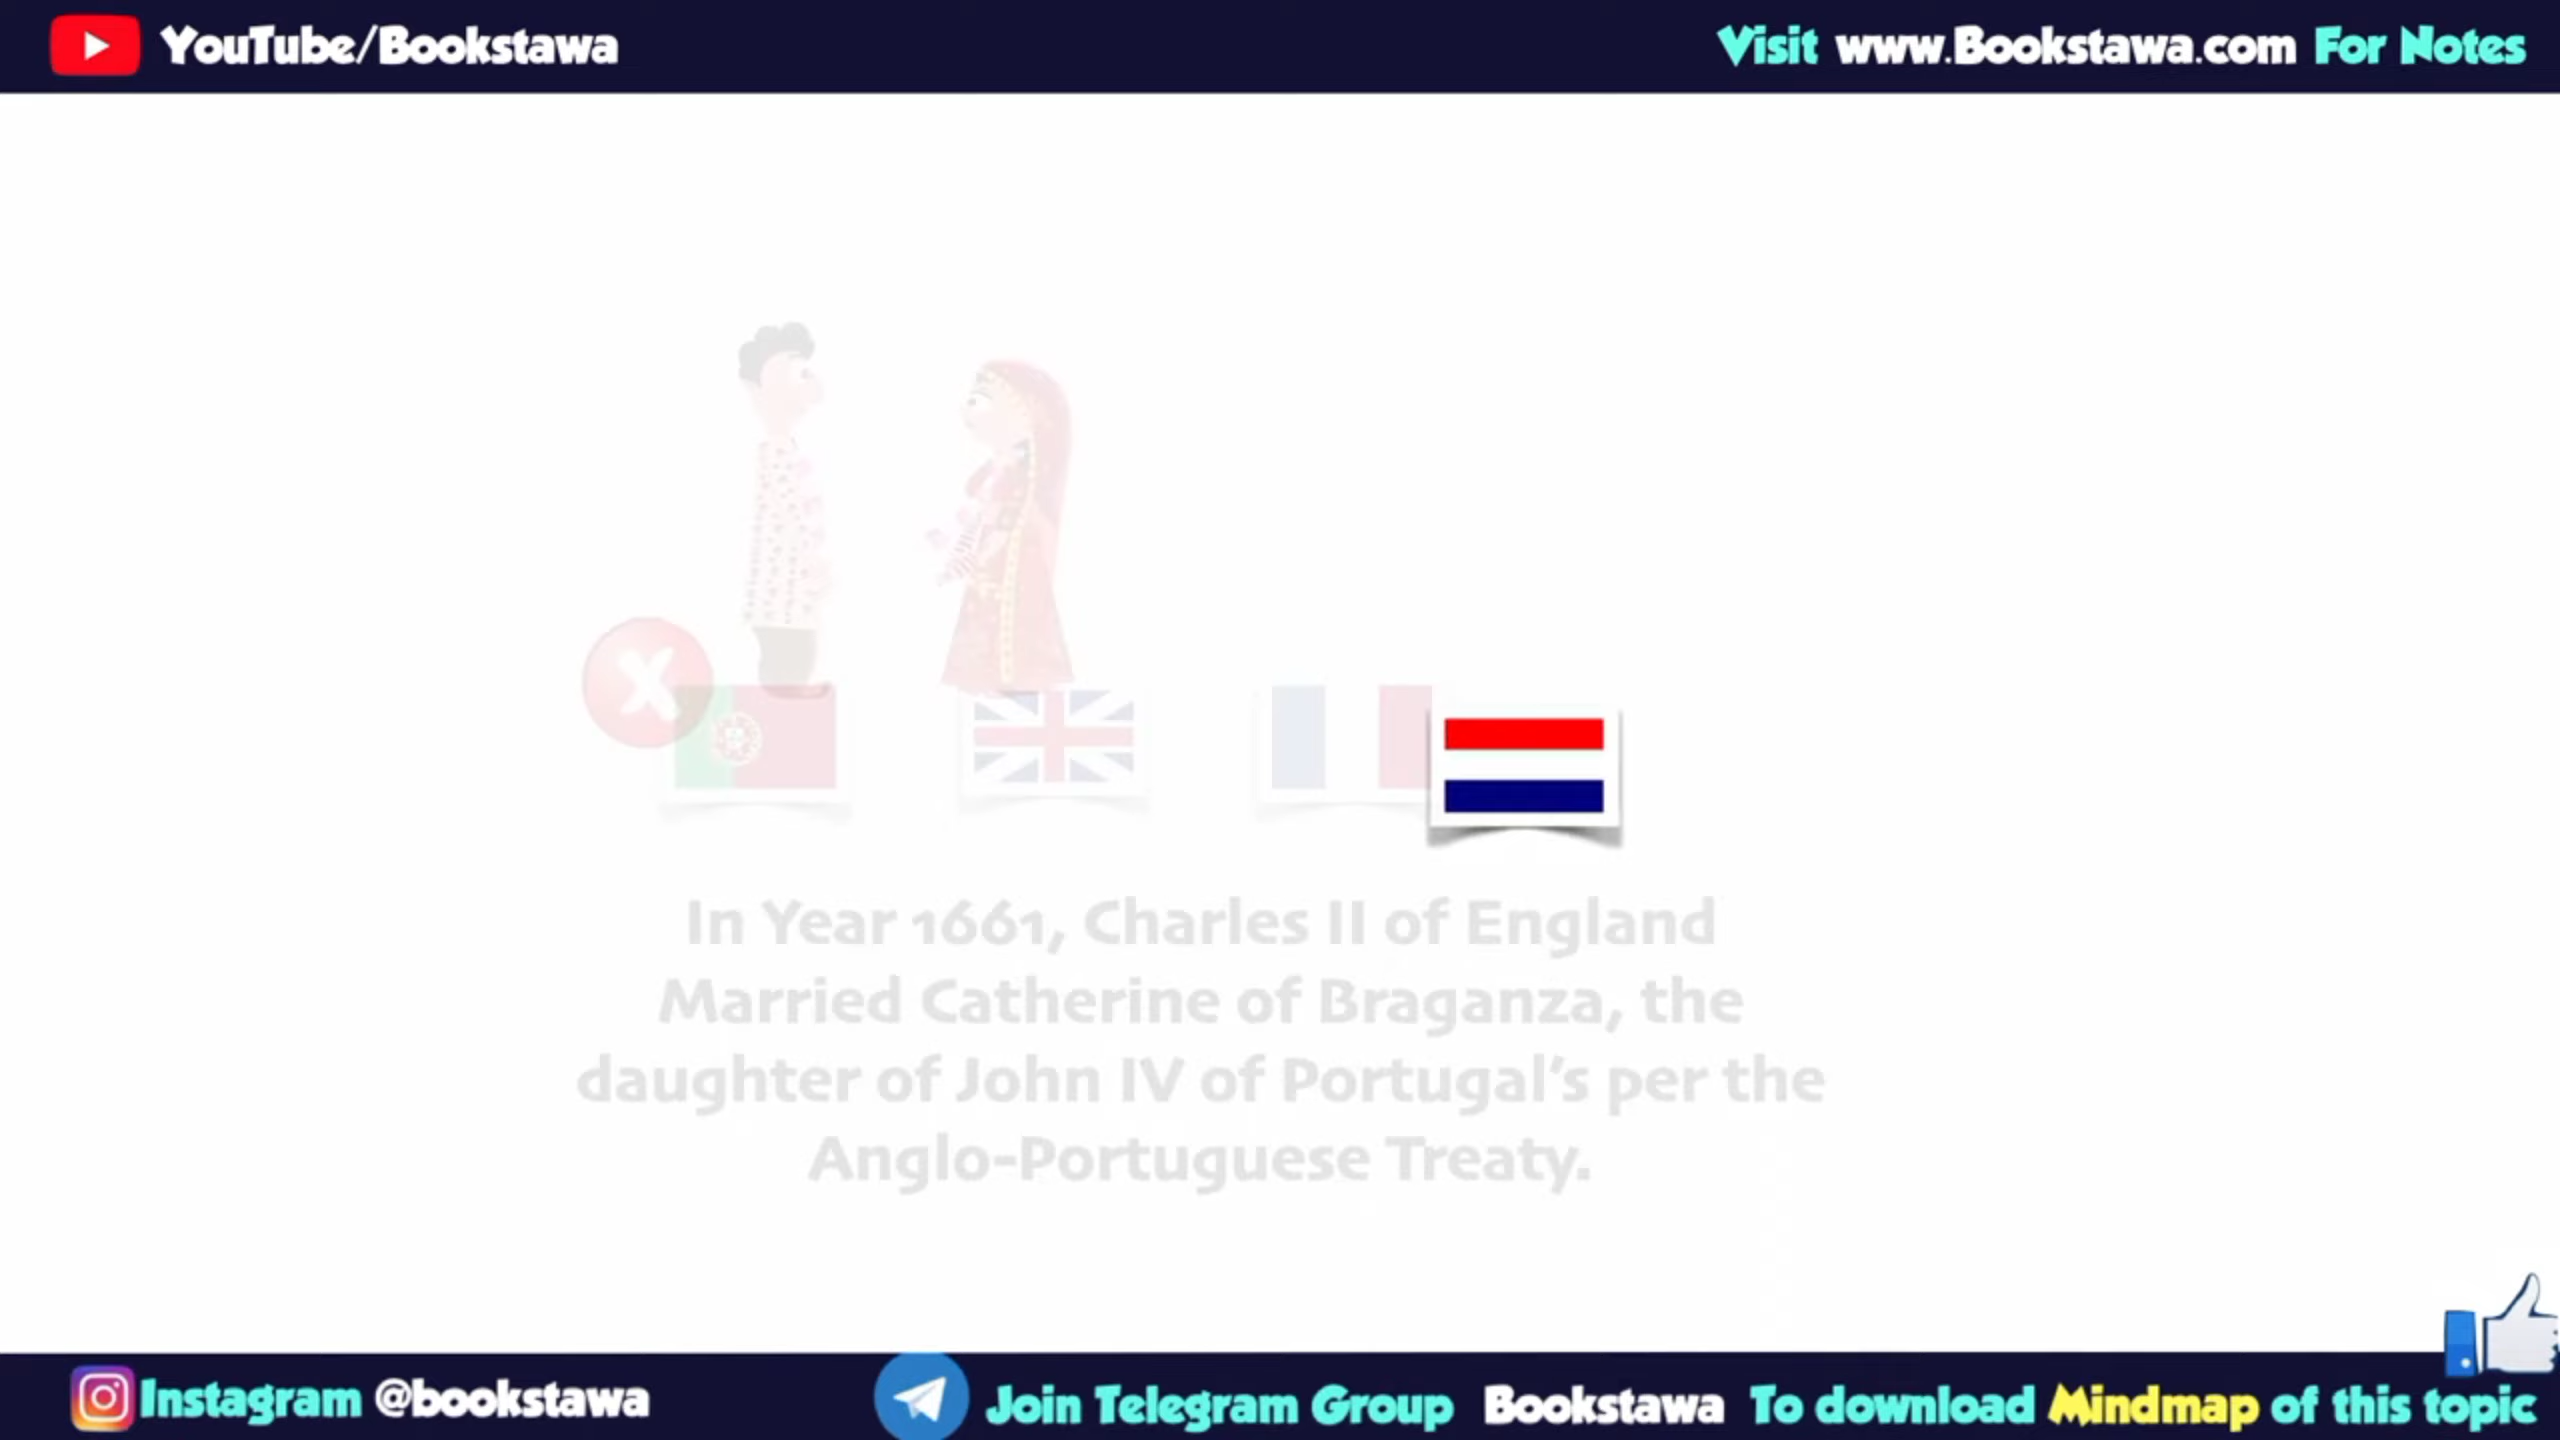 YouTube/Bookstawa
Visit www.Bookstawa.com For Notes
In Year 1661, Charles II of England
Married Catherine of Braganza, the
daughter of John IV of Portugal's per the
Anglo-Portuguese Treaty.
Instagram @bookstawa
Join Telegram Group Bookstawa To download Mindmap of this topic